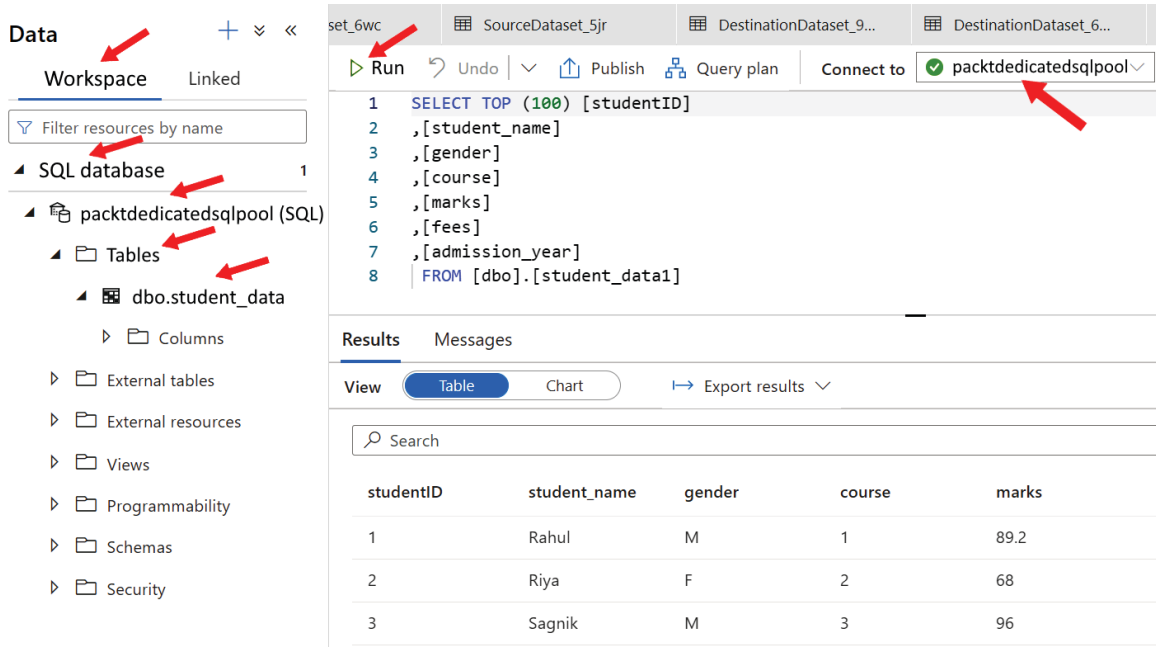 Data
Workspace Linked
Filter resources by name
SQL database 1
packtdedicatedsqlpool (SQL)
Tables
dbo.student_data
Columns
External tables
External resources
Views
Programmability
Schemas
Security
set_6wc SourceDataset_5jr DestinationDataset_9... DestinationDataset_6...
Run Undo Publish Query plan Connect to packtdedicatedsqlpool
1 SELECT TOP (100) [studentID]
2 ,[student_name]
3 ,[gender]
4 ,[course]
5 ,[marks]
6 ,[fees]
7 ,[admission_year]
8 FROM [dbo].[student_data1]
Results Messages
View Table Chart Export results
Search
studentID student_name gender course marks
1 Rahul M 1 89.2
2 Riya F 2 68
3 Sagnik M 3 96